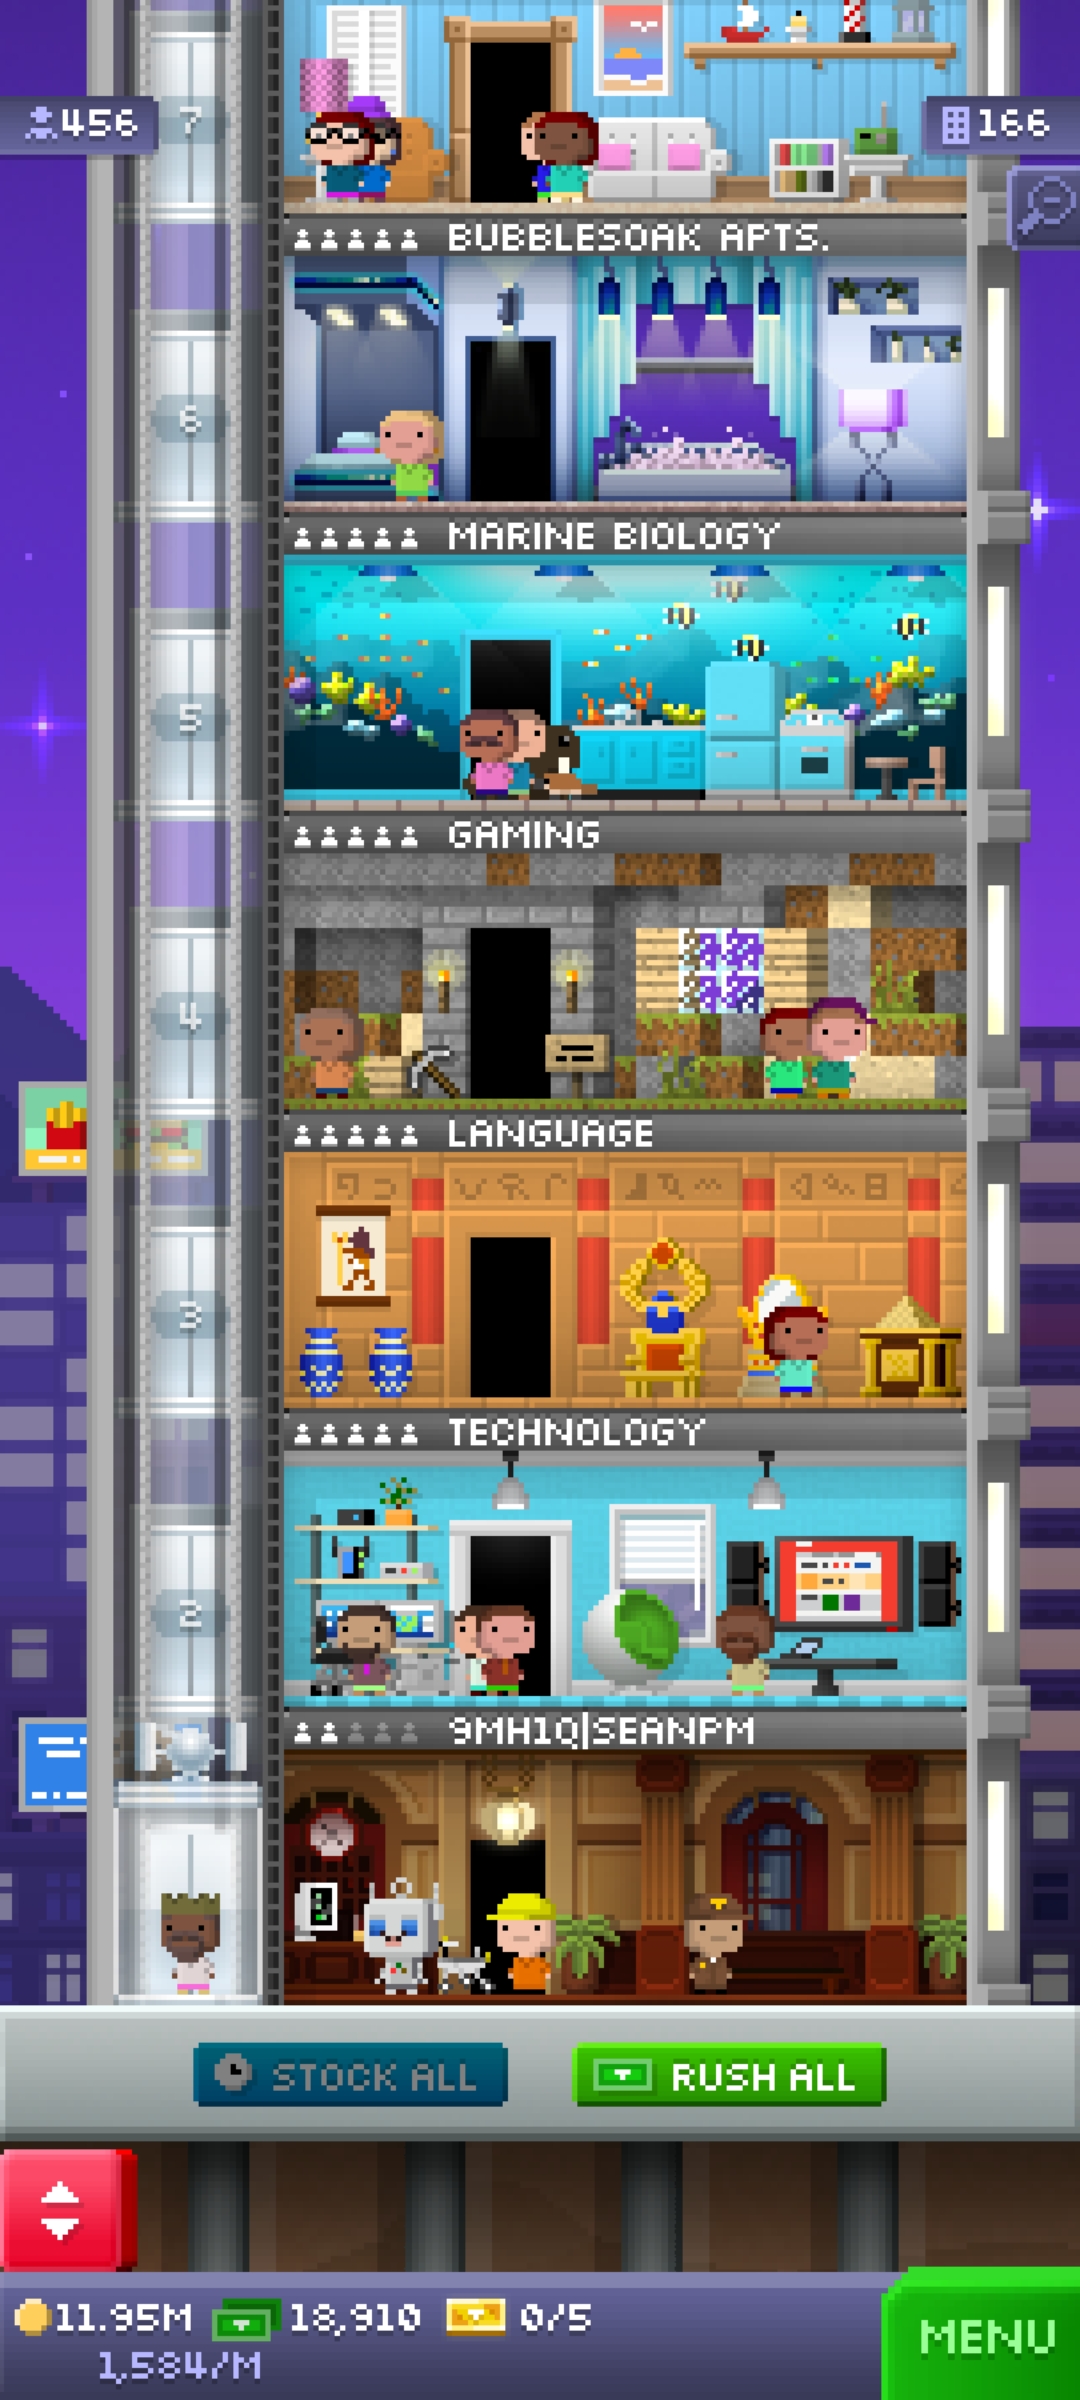 456
7
166
BUBBLESOAK APTS.
6
MARINE BIOLOGY
5
GAMING
4
LANGUAGE
3
TECHNOLOGY
2
9MH1Q|SEANPM
STOCK ALL
RUSH ALL
11.95M
18,910
0/5
1,584/M
MENU